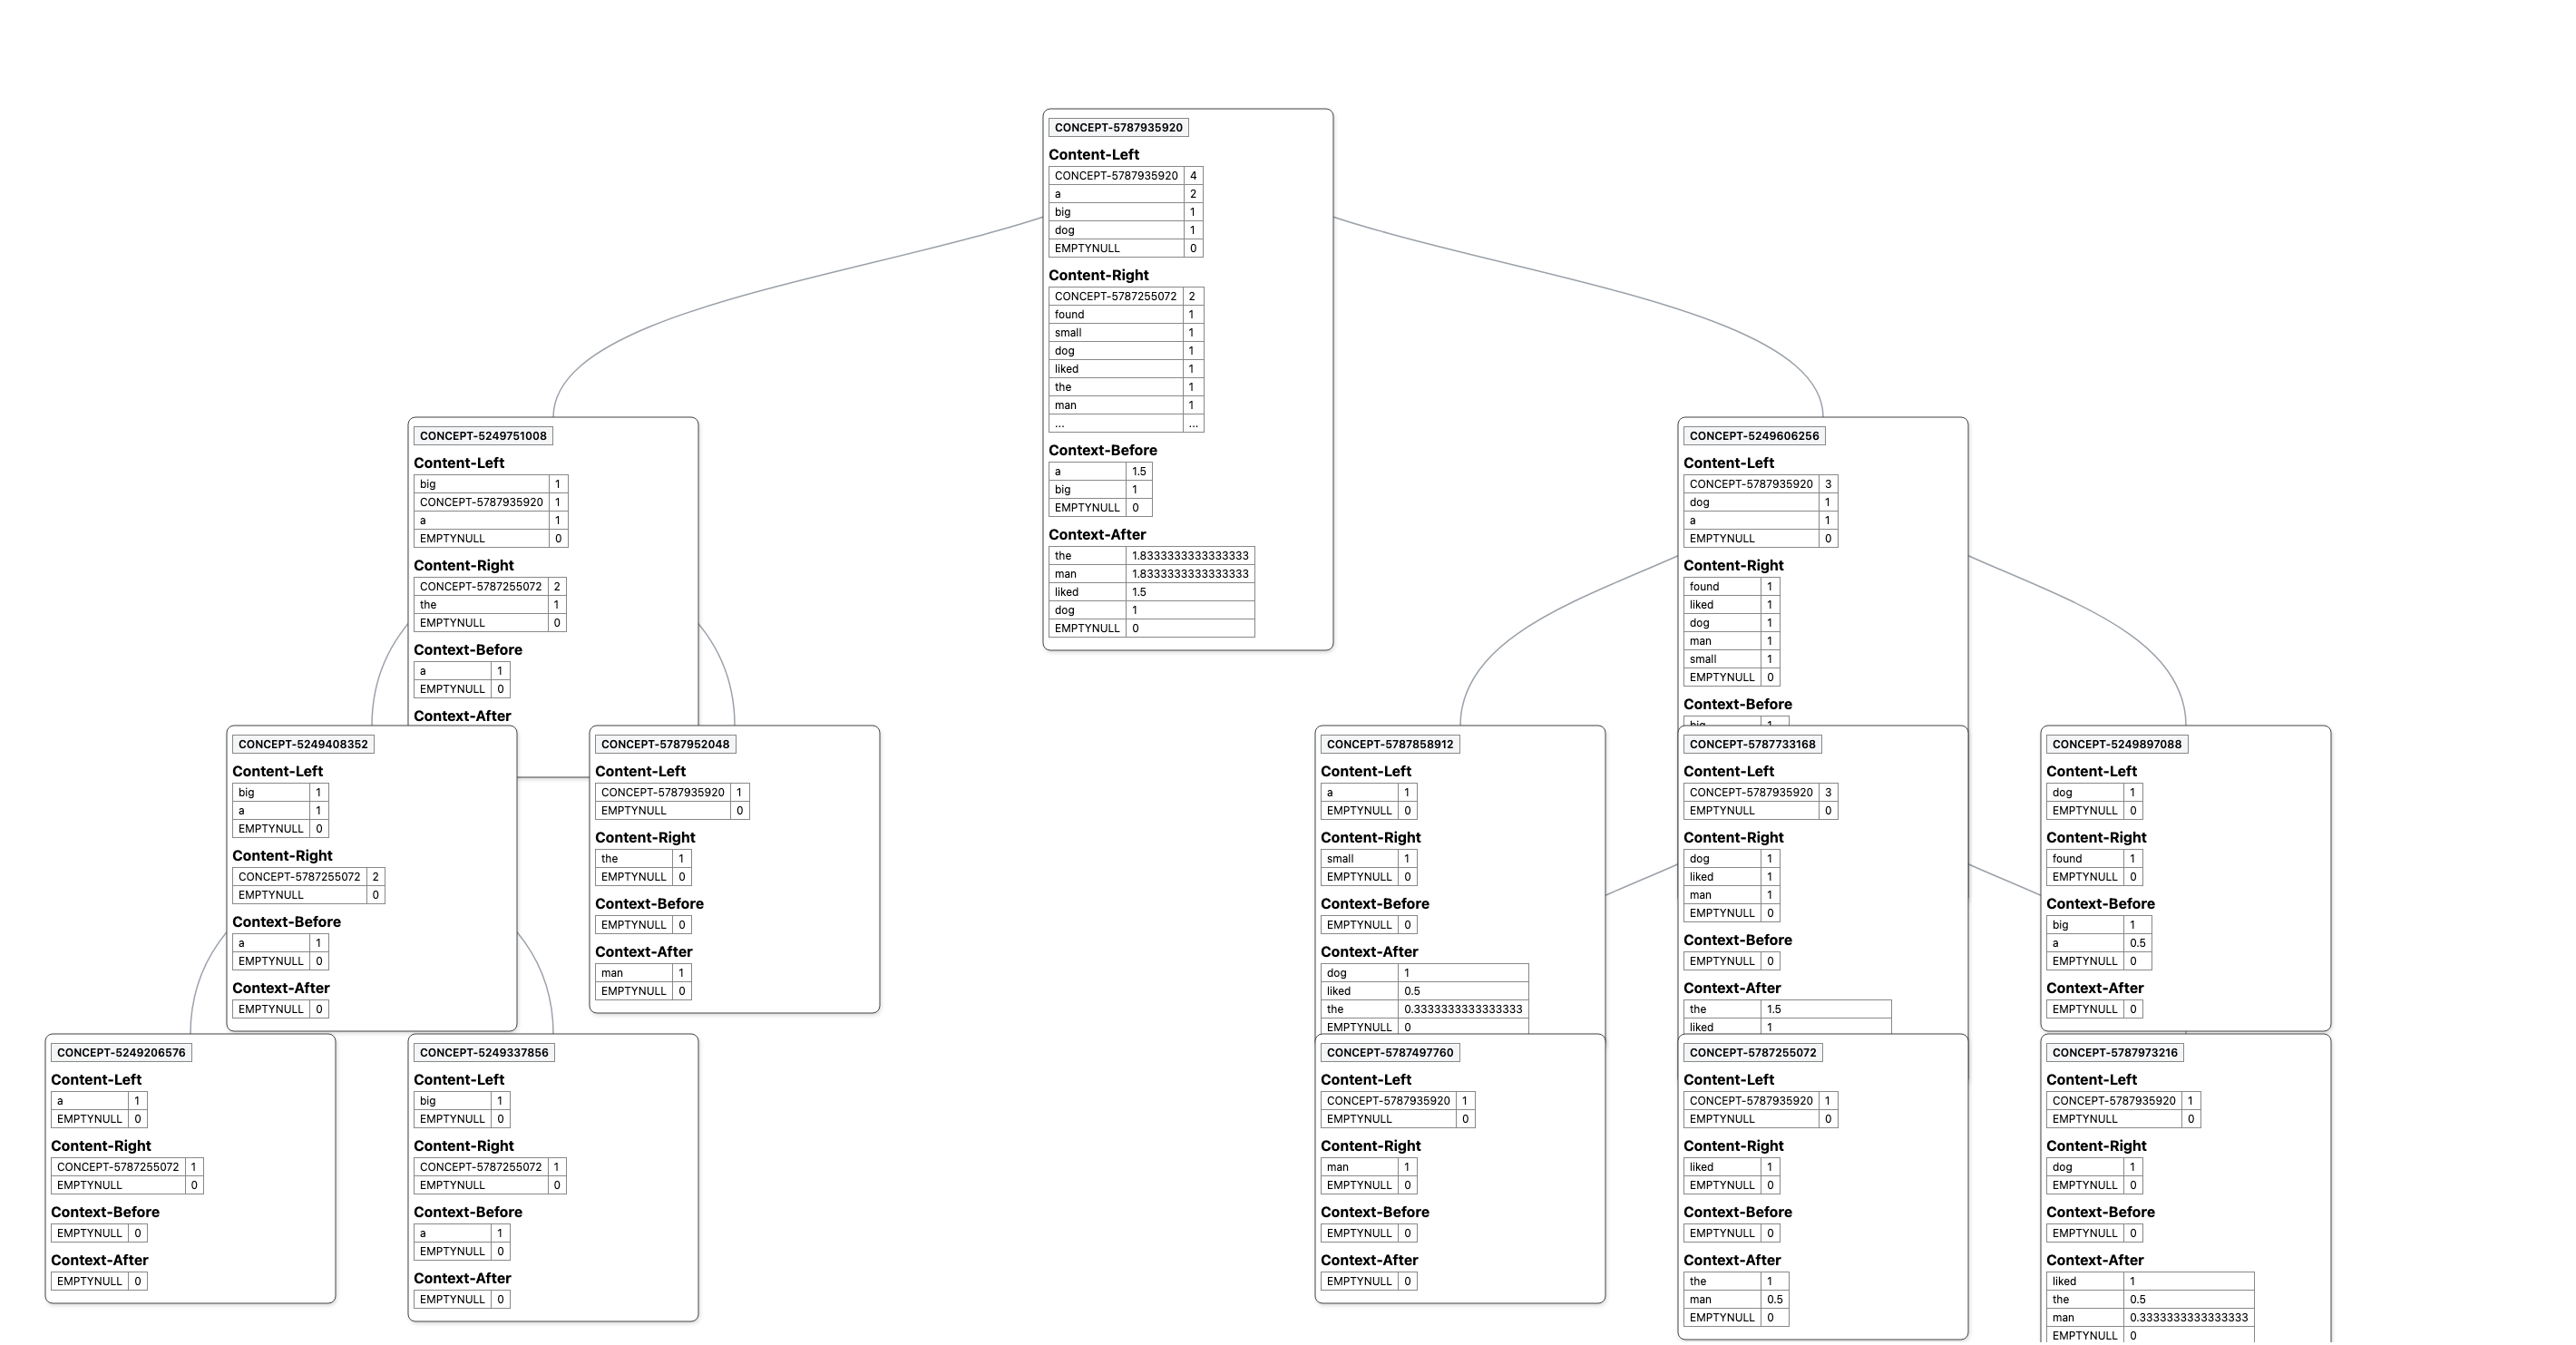 CONCEPT-5787935920
Content-Left
CONCEPT-5787935920 4
a 2
big 1
dog 1
EMPTYNULL 0
Content-Right
CONCEPT-5787255072 2
found 1
small 1
dog 1
liked 1
the 1
man 1
... ...
Context-Before
a 1.5
big 1
EMPTYNULL 0
Context-After
the 1.8333333333333333
man 1.8333333333333333
liked 1.5
dog 1
EMPTYNULL 0
CONCEPT-5249751008
Content-Left
big 1
CONCEPT-5787935920 1
a 1
EMPTYNULL 0
Content-Right
CONCEPT-5787255072 2
the 1
EMPTYNULL 0
Context-Before
a 1
EMPTYNULL 0
Context-After
CONCEPT-5249606256
Content-Left
CONCEPT-5787935920 3
dog 1
a 1
EMPTYNULL 0
Content-Right
found 1
liked 1
dog 1
man 1
small 1
EMPTYNULL 0
Context-Before
big 1
CONCEPT-5249408352
Content-Left
big 1
a 1
EMPTYNULL 0
Content-Right
CONCEPT-5787255072 2
EMPTYNULL 0
Context-Before
a 1
EMPTYNULL 0
Context-After
EMPTYNULL 0
CONCEPT-5787952048
Content-Left
CONCEPT-5787935920 1
EMPTYNULL 0
Content-Right
the 1
EMPTYNULL 0
Context-Before
EMPTYNULL 0
Context-After
man 1
EMPTYNULL 0
CONCEPT-5787858912
Content-Left
a 1
EMPTYNULL 0
Content-Right
small 1
EMPTYNULL 0
Context-Before
EMPTYNULL 0
Context-After
dog 1
liked 0.5
the 0.3333333333333333
EMPTYNULL 0
CONCEPT-5787733168
Content-Left
CONCEPT-5787935920 3
EMPTYNULL 0
Content-Right
dog 1
liked 1
man 1
EMPTYNULL 0
Context-Before
EMPTYNULL 0
Context-After
the 1.5
liked 1
CONCEPT-5249897088
Content-Left
dog 1
EMPTYNULL 0
Content-Right
found 1
EMPTYNULL 0
Context-Before
big 1
a 0.5
EMPTYNULL 0
Context-After
EMPTYNULL 0
CONCEPT-5249206576
Content-Left
a 1
EMPTYNULL 0
Content-Right
CONCEPT-5787255072 1
EMPTYNULL 0
Context-Before
EMPTYNULL 0
Context-After
EMPTYNULL 0
CONCEPT-5249337856
Content-Left
big 1
EMPTYNULL 0
Content-Right
CONCEPT-5787255072 1
EMPTYNULL 0
Context-Before
a 1
EMPTYNULL 0
Context-After
EMPTYNULL 0
CONCEPT-5787497760
Content-Left
CONCEPT-5787935920 1
EMPTYNULL 0
Content-Right
man 1
EMPTYNULL 0
Context-Before
EMPTYNULL 0
Context-After
EMPTYNULL 0
CONCEPT-5787255072
Content-Left
CONCEPT-5787935920 1
EMPTYNULL 0
Content-Right
liked 1
EMPTYNULL 0
Context-Before
EMPTYNULL 0
Context-After
the 1
man 0.5
EMPTYNULL 0
CONCEPT-5787973216
Content-Left
CONCEPT-5787935920 1
EMPTYNULL 0
Content-Right
dog 1
EMPTYNULL 0
Context-Before
EMPTYNULL 0
Context-After
liked 1
the 0.5
man 0.3333333333333333
EMPTYNULL 0